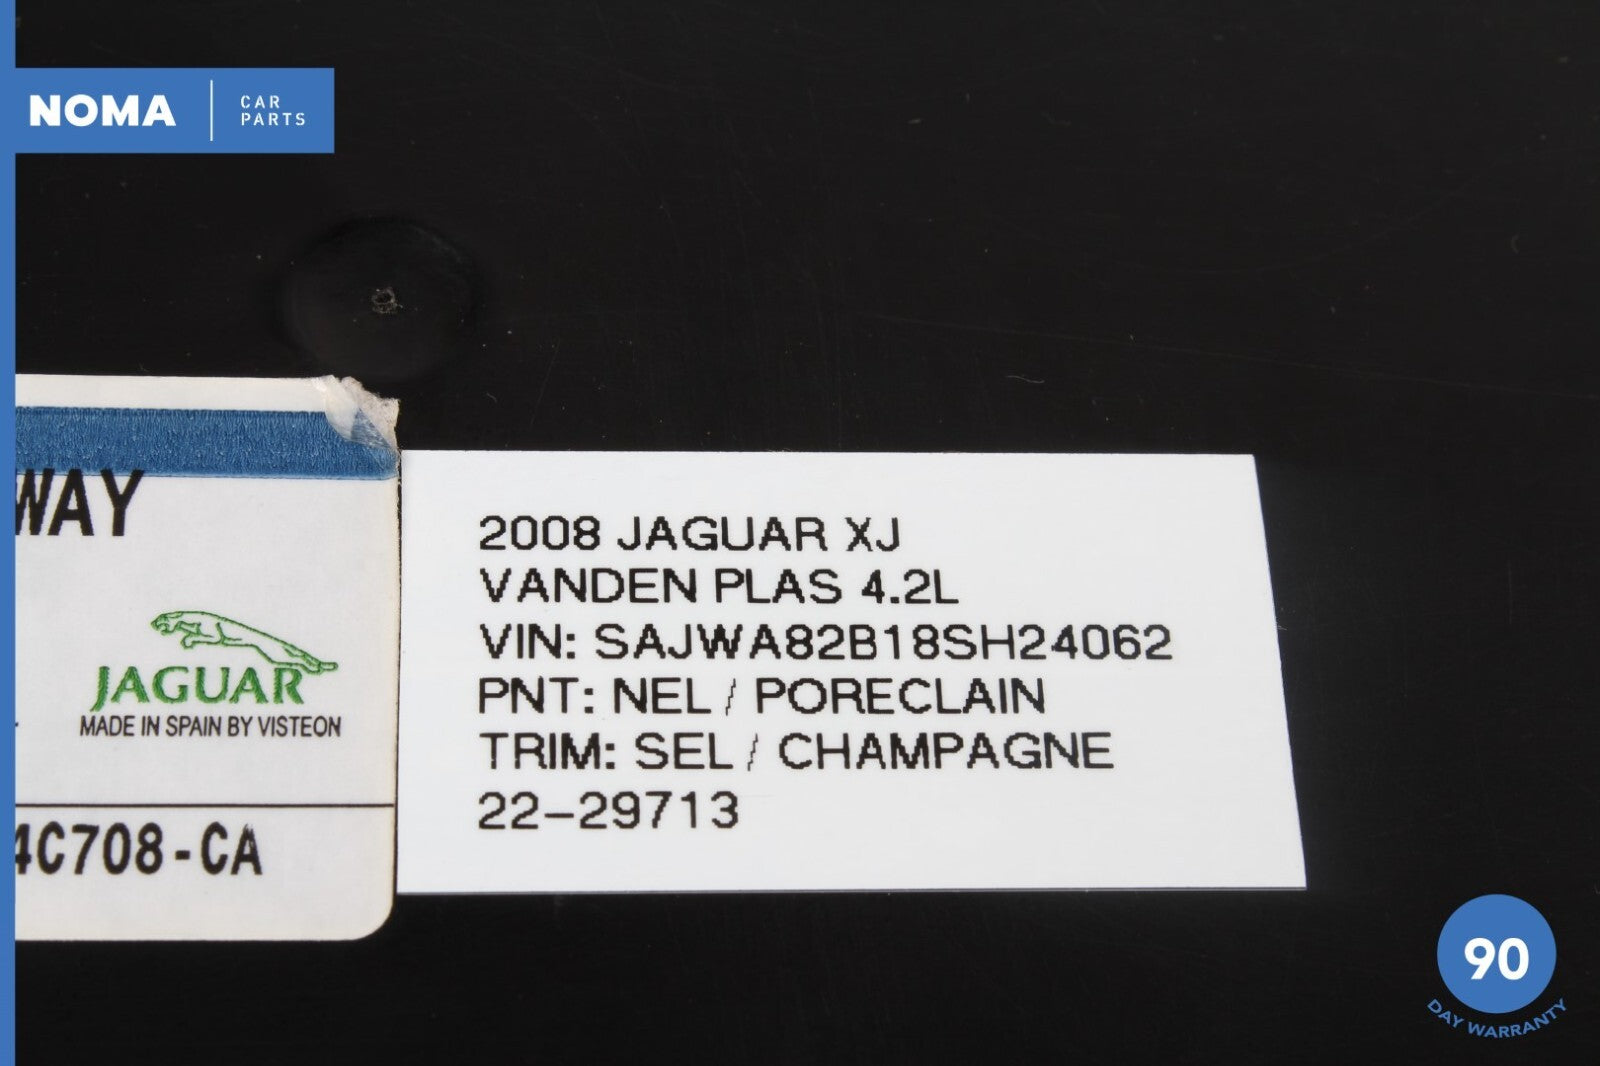 NOMA
CAR
PARTS
WAY
JAGUAR
MADE IN SPAIN BY VISTEON
4C708-CA
2008 JAGUAR XJ
VANDEN PLAS 4.2L
VIN: SAJWA82B18SH24062
PNT: NEL / PORECLAIN
TRIM: SEL / CHAMPAGNE
22-29713
90
DAY WARRANTY